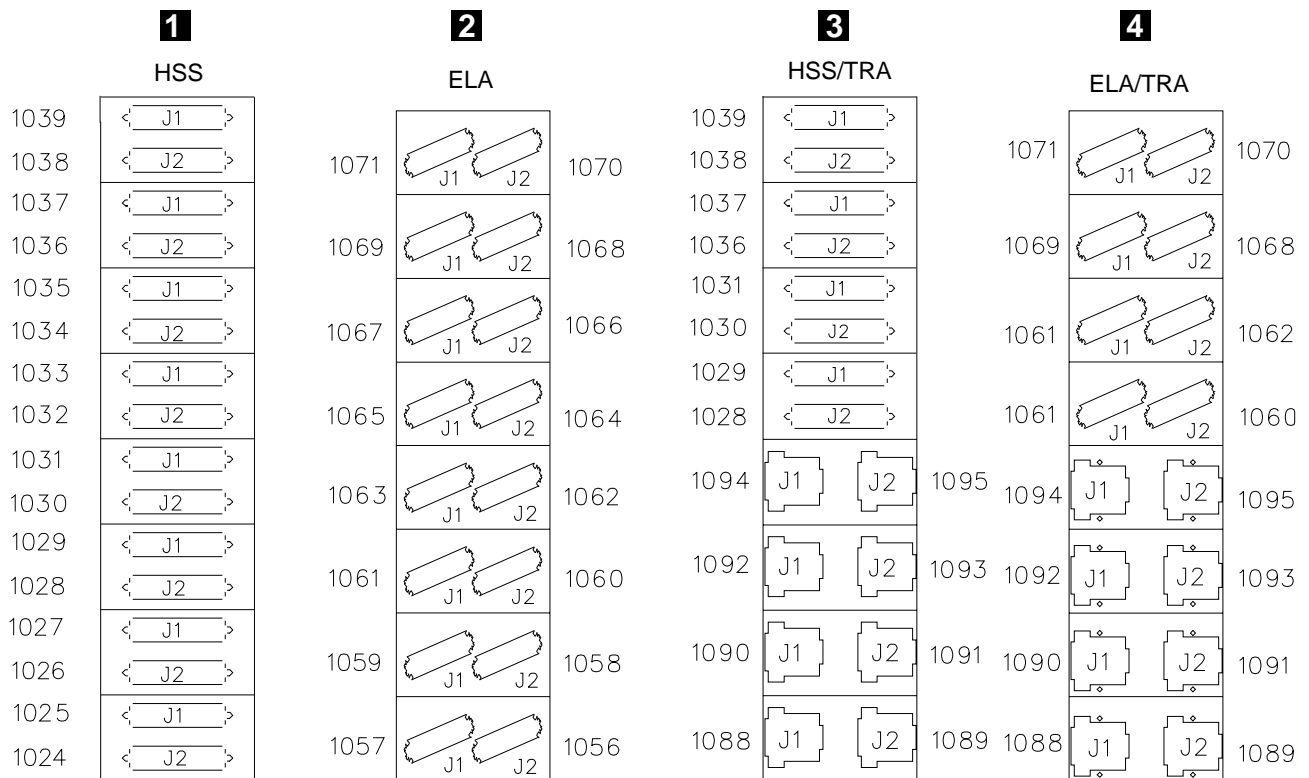 1
HSS
1039 J1
1038 J2
1037 J1
1036 J2
1035 J1
1034 J2
1033 J1
1032 J2
1031 J1
1030 J2
1029 J1
1028 J2
1027 J1
1026 J2
1025 J1
1024 J2
2
ELA
1071 J1 J2 1070
1069 J1 J2 1068
1067 J1 J2 1066
1065 J1 J2 1064
1063 J1 J2 1062
1061 J1 J2 1060
1059 J1 J2 1058
1057 J1 J2 1056
3
HSS/TRA
1039 J1
1038 J2
1037 J1
1036 J2
1031 J1
1030 J2
1029 J1
1028 J2
1094 J1 J2 1095
1092 J1 J2 1093
1090 J1 J2 1091
1088 J1 J2 1089
4
ELA/TRA
1071 J1 J2 1070
1069 J1 J2 1068
1061 J1 J2 1062
1061 J1 J2 1060
1094 J1 J2 1095
1092 J1 J2 1093
1090 J1 J2 1091
1088 J1 J2 1089